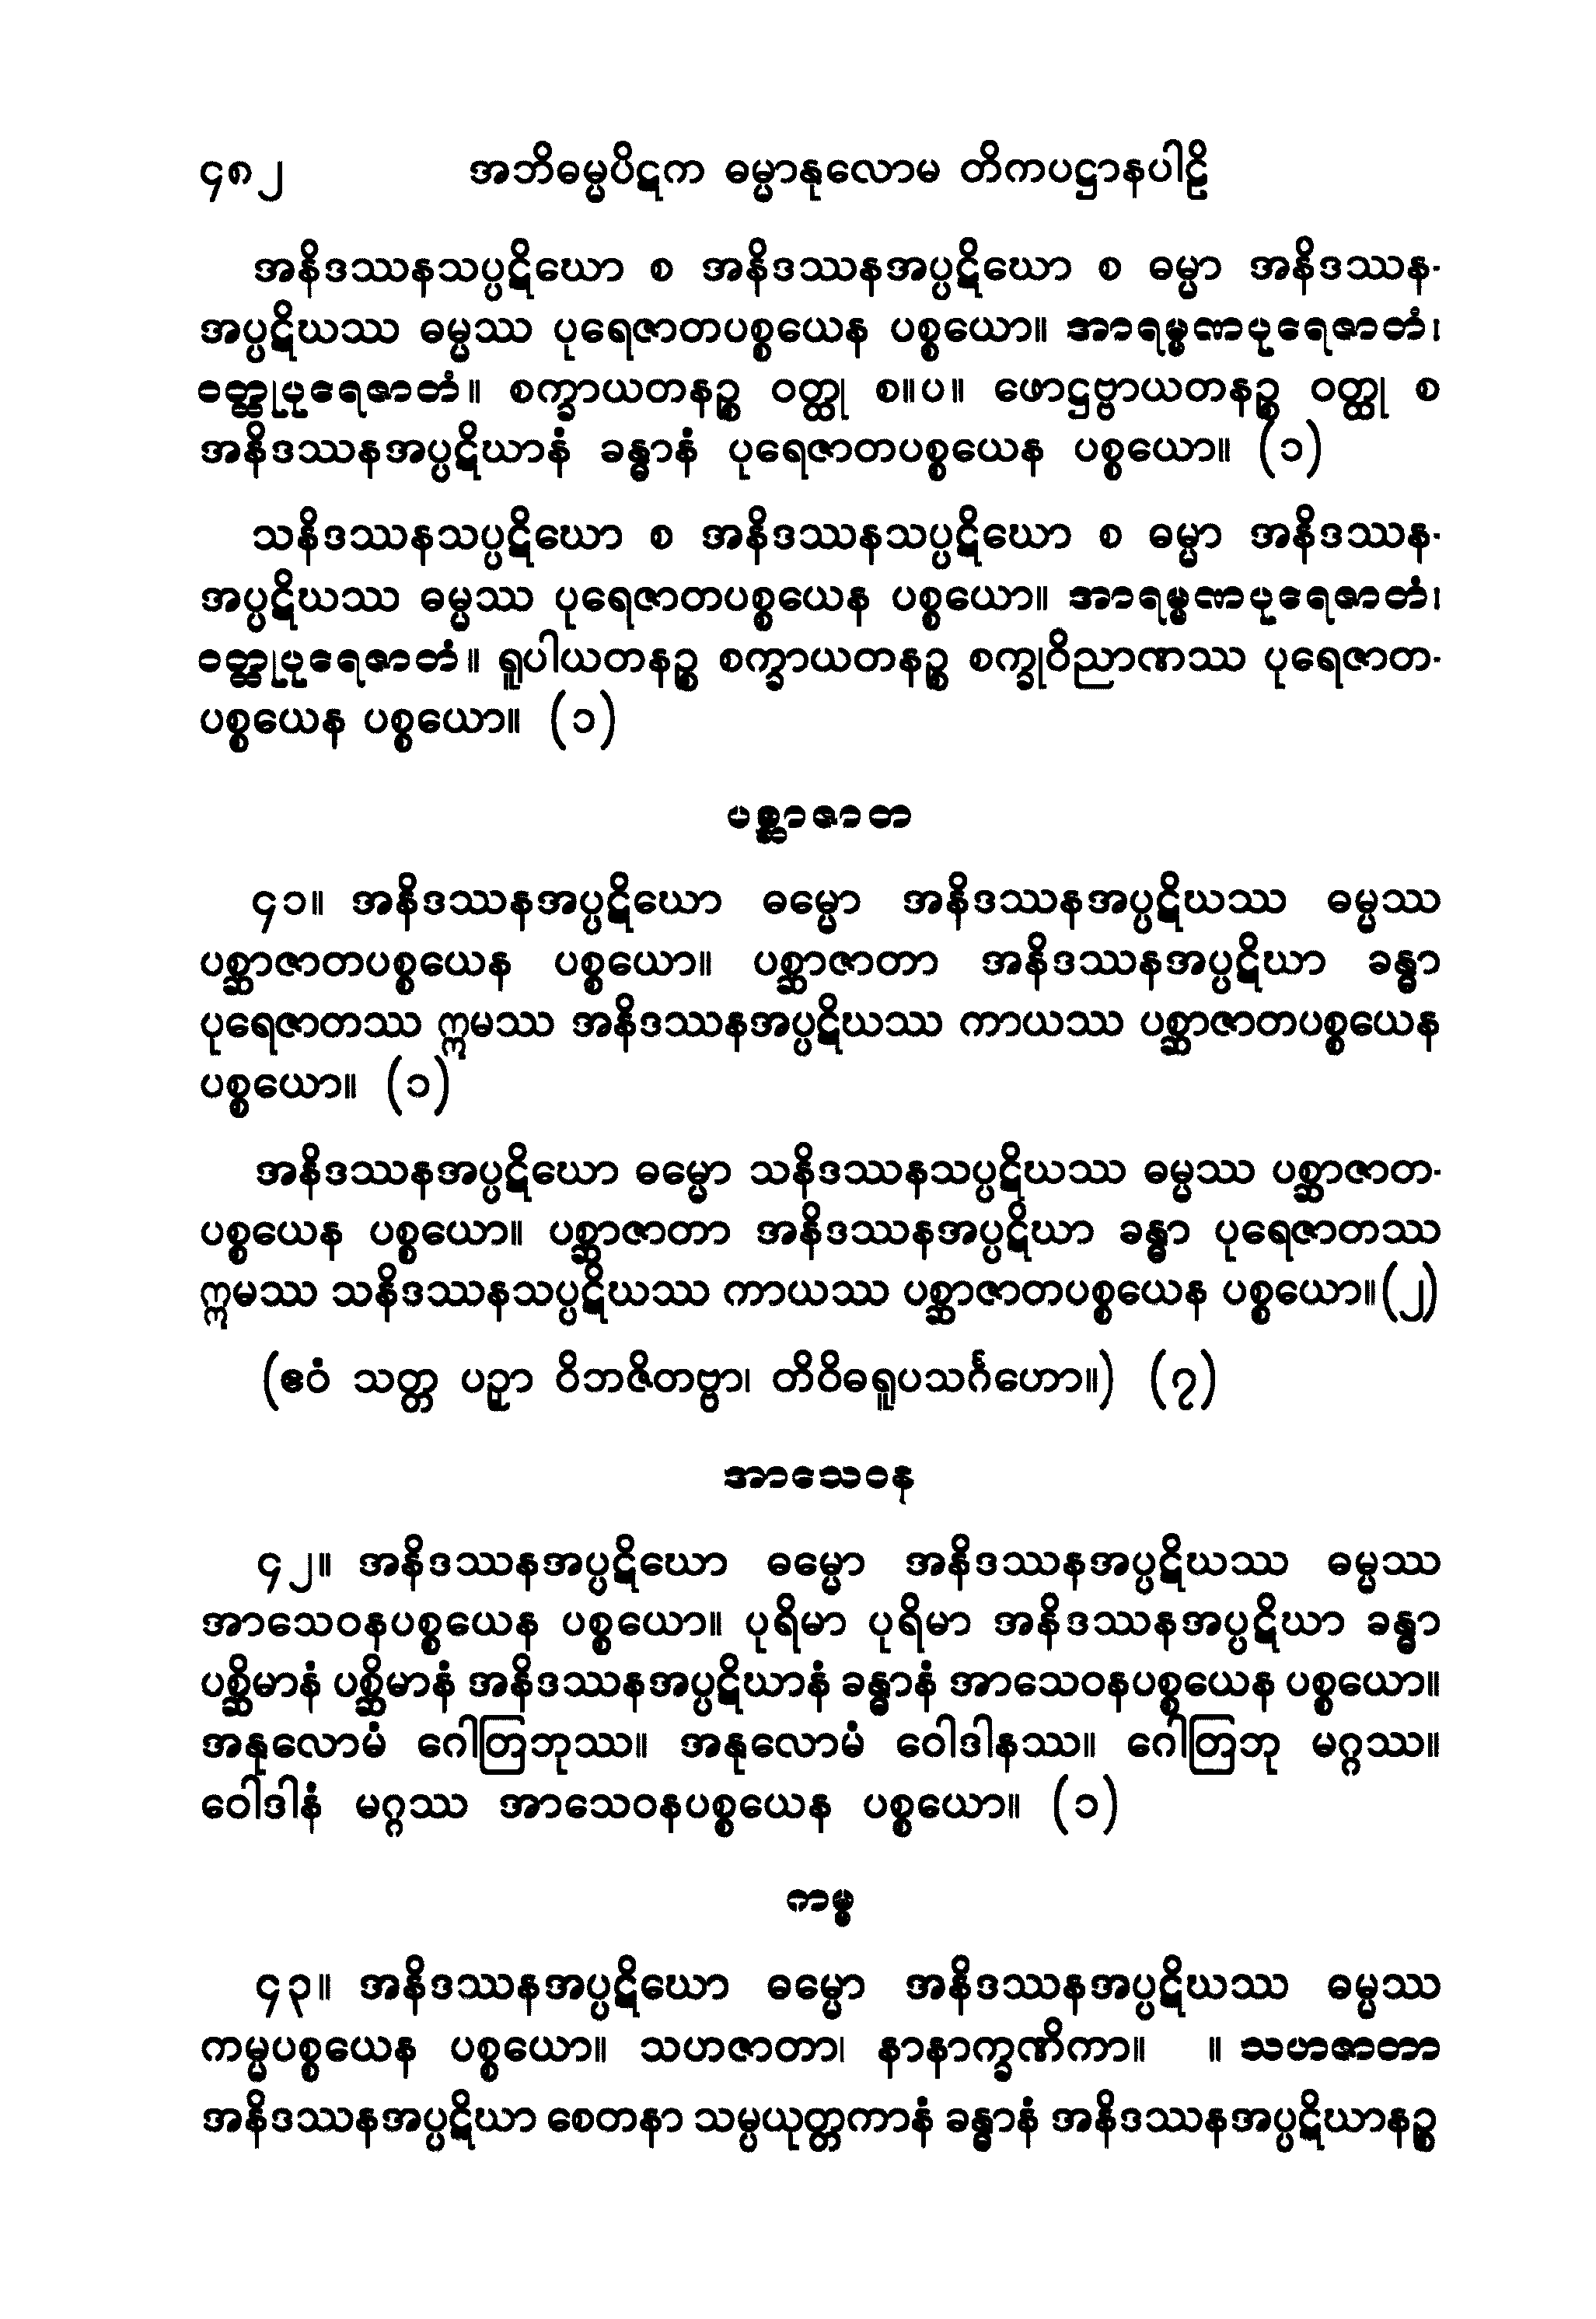 ၄၈၂ အဘိဓမ္မပိဋက ဓမ္မာနုလောမ တိကပဋ္ဌာနပါဠိ
အနိဒဿနသပ္ပဋိဃော စ အနိဒဿနအပ္ပဋိဃော စ ဓမ္မာ အနိဒဿန-
အပ္ပဋိဃဿ ဓမ္မဿ ပုရေဇာတပစ္စယေန ပစ္စယော။ အာရမ္မဏပုရေဇာတံ၊
ဝတ္ထုပုရေဇာတံ။ စက္ခာယတနဉ္စ ဝတ္ထု စ။ပ။ ဖောဋ္ဌဗ္ဗာယတနဉ္စ ဝတ္ထု စ
အနိဒဿနအပ္ပဋိဃာနံ ခန္ဓာနံ ပုရေဇာတပစ္စယေန ပစ္စယော။ (၁)
သနိဒဿနသပ္ပဋိဃော စ အနိဒဿနသပ္ပဋိဃော စ ဓမ္မာ အနိဒဿန-
အပ္ပဋိဃဿ ဓမ္မဿ ပုရေဇာတပစ္စယေန ပစ္စယော။ အာရမ္မဏပုရေဇာတံ၊
ဝတ္ထုပုရေဇာတံ။ ရူပါယတနဉ္စ စက္ခာယတနဉ္စ စက္ခုဝိညာဏဿ ပုရေဇာတ-
ပစ္စယေန ပစ္စယော။ (၁)
ပစ္ဆာဇာတ
၄၁။ အနိဒဿနအပ္ပဋိဃော ဓမ္မော အနိဒဿနအပ္ပဋိဃဿ ဓမ္မဿ
ပစ္ဆာဇာတပစ္စယေန ပစ္စယော။ ပစ္ဆာဇာတာ အနိဒဿနအပ္ပဋိဃာ ခန္ဓာ
ပုရေဇာတဿ ဣမဿ အနိဒဿနအပ္ပဋိဃဿ ကာယဿ ပစ္ဆာဇာတပစ္စယေန
ပစ္စယော။ (၁)
အနိဒဿနအပ္ပဋိဃော ဓမ္မော သနိဒဿနသပ္ပဋိဃဿ ဓမ္မဿ ပစ္ဆာဇာတ-
ပစ္စယေန ပစ္စယော။ ပစ္ဆာဇာတာ အနိဒဿနအပ္ပဋိဃာ ခန္ဓာ ပုရေဇာတဿ
ဣမဿ သနိဒဿနသပ္ပဋိဃဿ ကာယဿ ပစ္ဆာဇာတပစ္စယေန ပစ္စယော။(၂)
(ဧဝံ သတ္တ ပဉှာ ဝိဘဇိတဗ္ဗာ၊ တိဝိဓရူပသင်္ဂဟော။) (၇)
အာသေဝန
၄၂။ အနိဒဿနအပ္ပဋိဃော ဓမ္မော အနိဒဿနအပ္ပဋိဃဿ ဓမ္မဿ
အာသေဝနပစ္စယေန ပစ္စယော။ ပုရိမာ ပုရိမာ အနိဒဿနအပ္ပဋိဃာ ခန္ဓာ
ပစ္ဆိမာနံ ပစ္ဆိမာနံ အနိဒဿနအပ္ပဋိဃာနံ ခန္ဓာနံ အာသေဝနပစ္စယေန ပစ္စယော။
အနုလောမံ ဂေါတြဘုဿ။ အနုလောမံ ဝေါဒါနဿ။ ဂေါတြဘု မဂ္ဂဿ။
ဝေါဒါနံ မဂ္ဂဿ အာသေဝနပစ္စယေန ပစ္စယော။ (၁)
ကမ္မ
၄၃။ အနိဒဿနအပ္ပဋိဃော ဓမ္မော အနိဒဿနအပ္ပဋိဃဿ ဓမ္မဿ
ကမ္မပစ္စယေန ပစ္စယော။ သဟဇာတာ၊ နာနာက္ခဏိကာ။ ။ သဟဇာတာ
အနိဒဿနအပ္ပဋိဃာ စေတနာ သမ္ပယုတ္တကာနံ ခန္ဓာနံ အနိဒဿနအပ္ပဋိဃာနဉ္စ